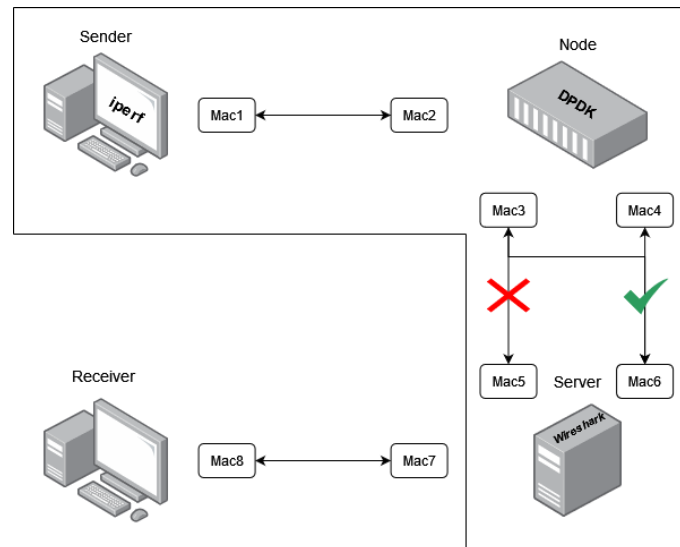 Sender
Node
iperf
DPDK
Mac1
Mac2
Mac3
Mac4
Receiver
Mac5
Server
Mac6
Wireshark
Mac8
Mac7